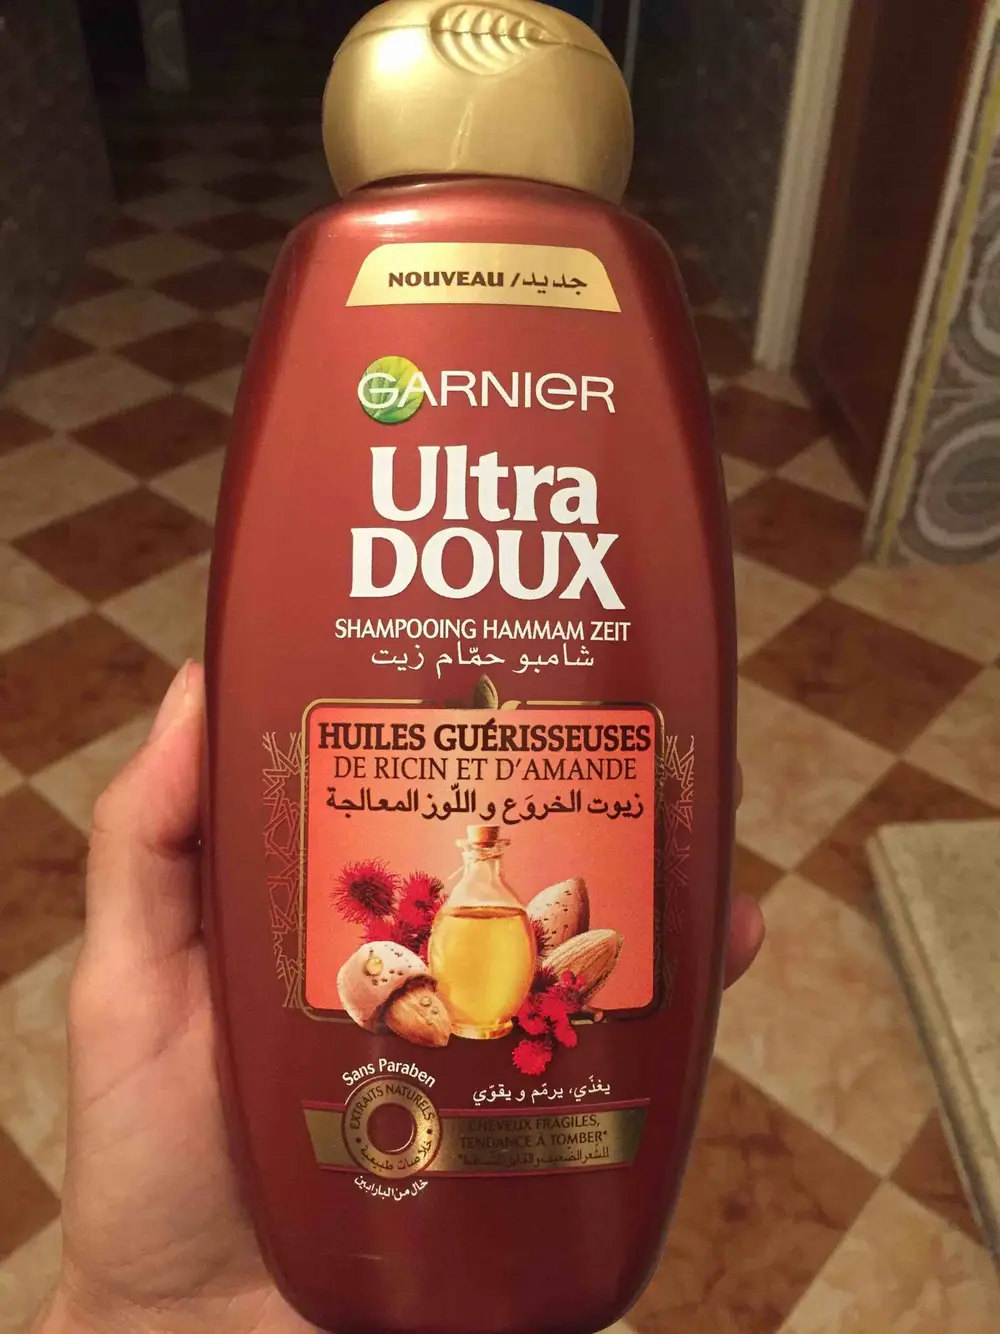 NOUVEAU / جديد
GARNIER
Ultra
DOUX
SHAMPOOING HAMMAM ZEIT
شامبو حمّام زيت
HUILES GUÉRISSEUSES
DE RICIN ET D'AMANDE
زيوت الخروَع و اللّوز المعالجة
Sans Paraben
EXTRAITS NATURELS
خلاصات طبيعية
خال من البارابين
يغذّي، يرمّم و يقوّي
CHEVEUX FRAGILES,
TENDANCE À TOMBER*